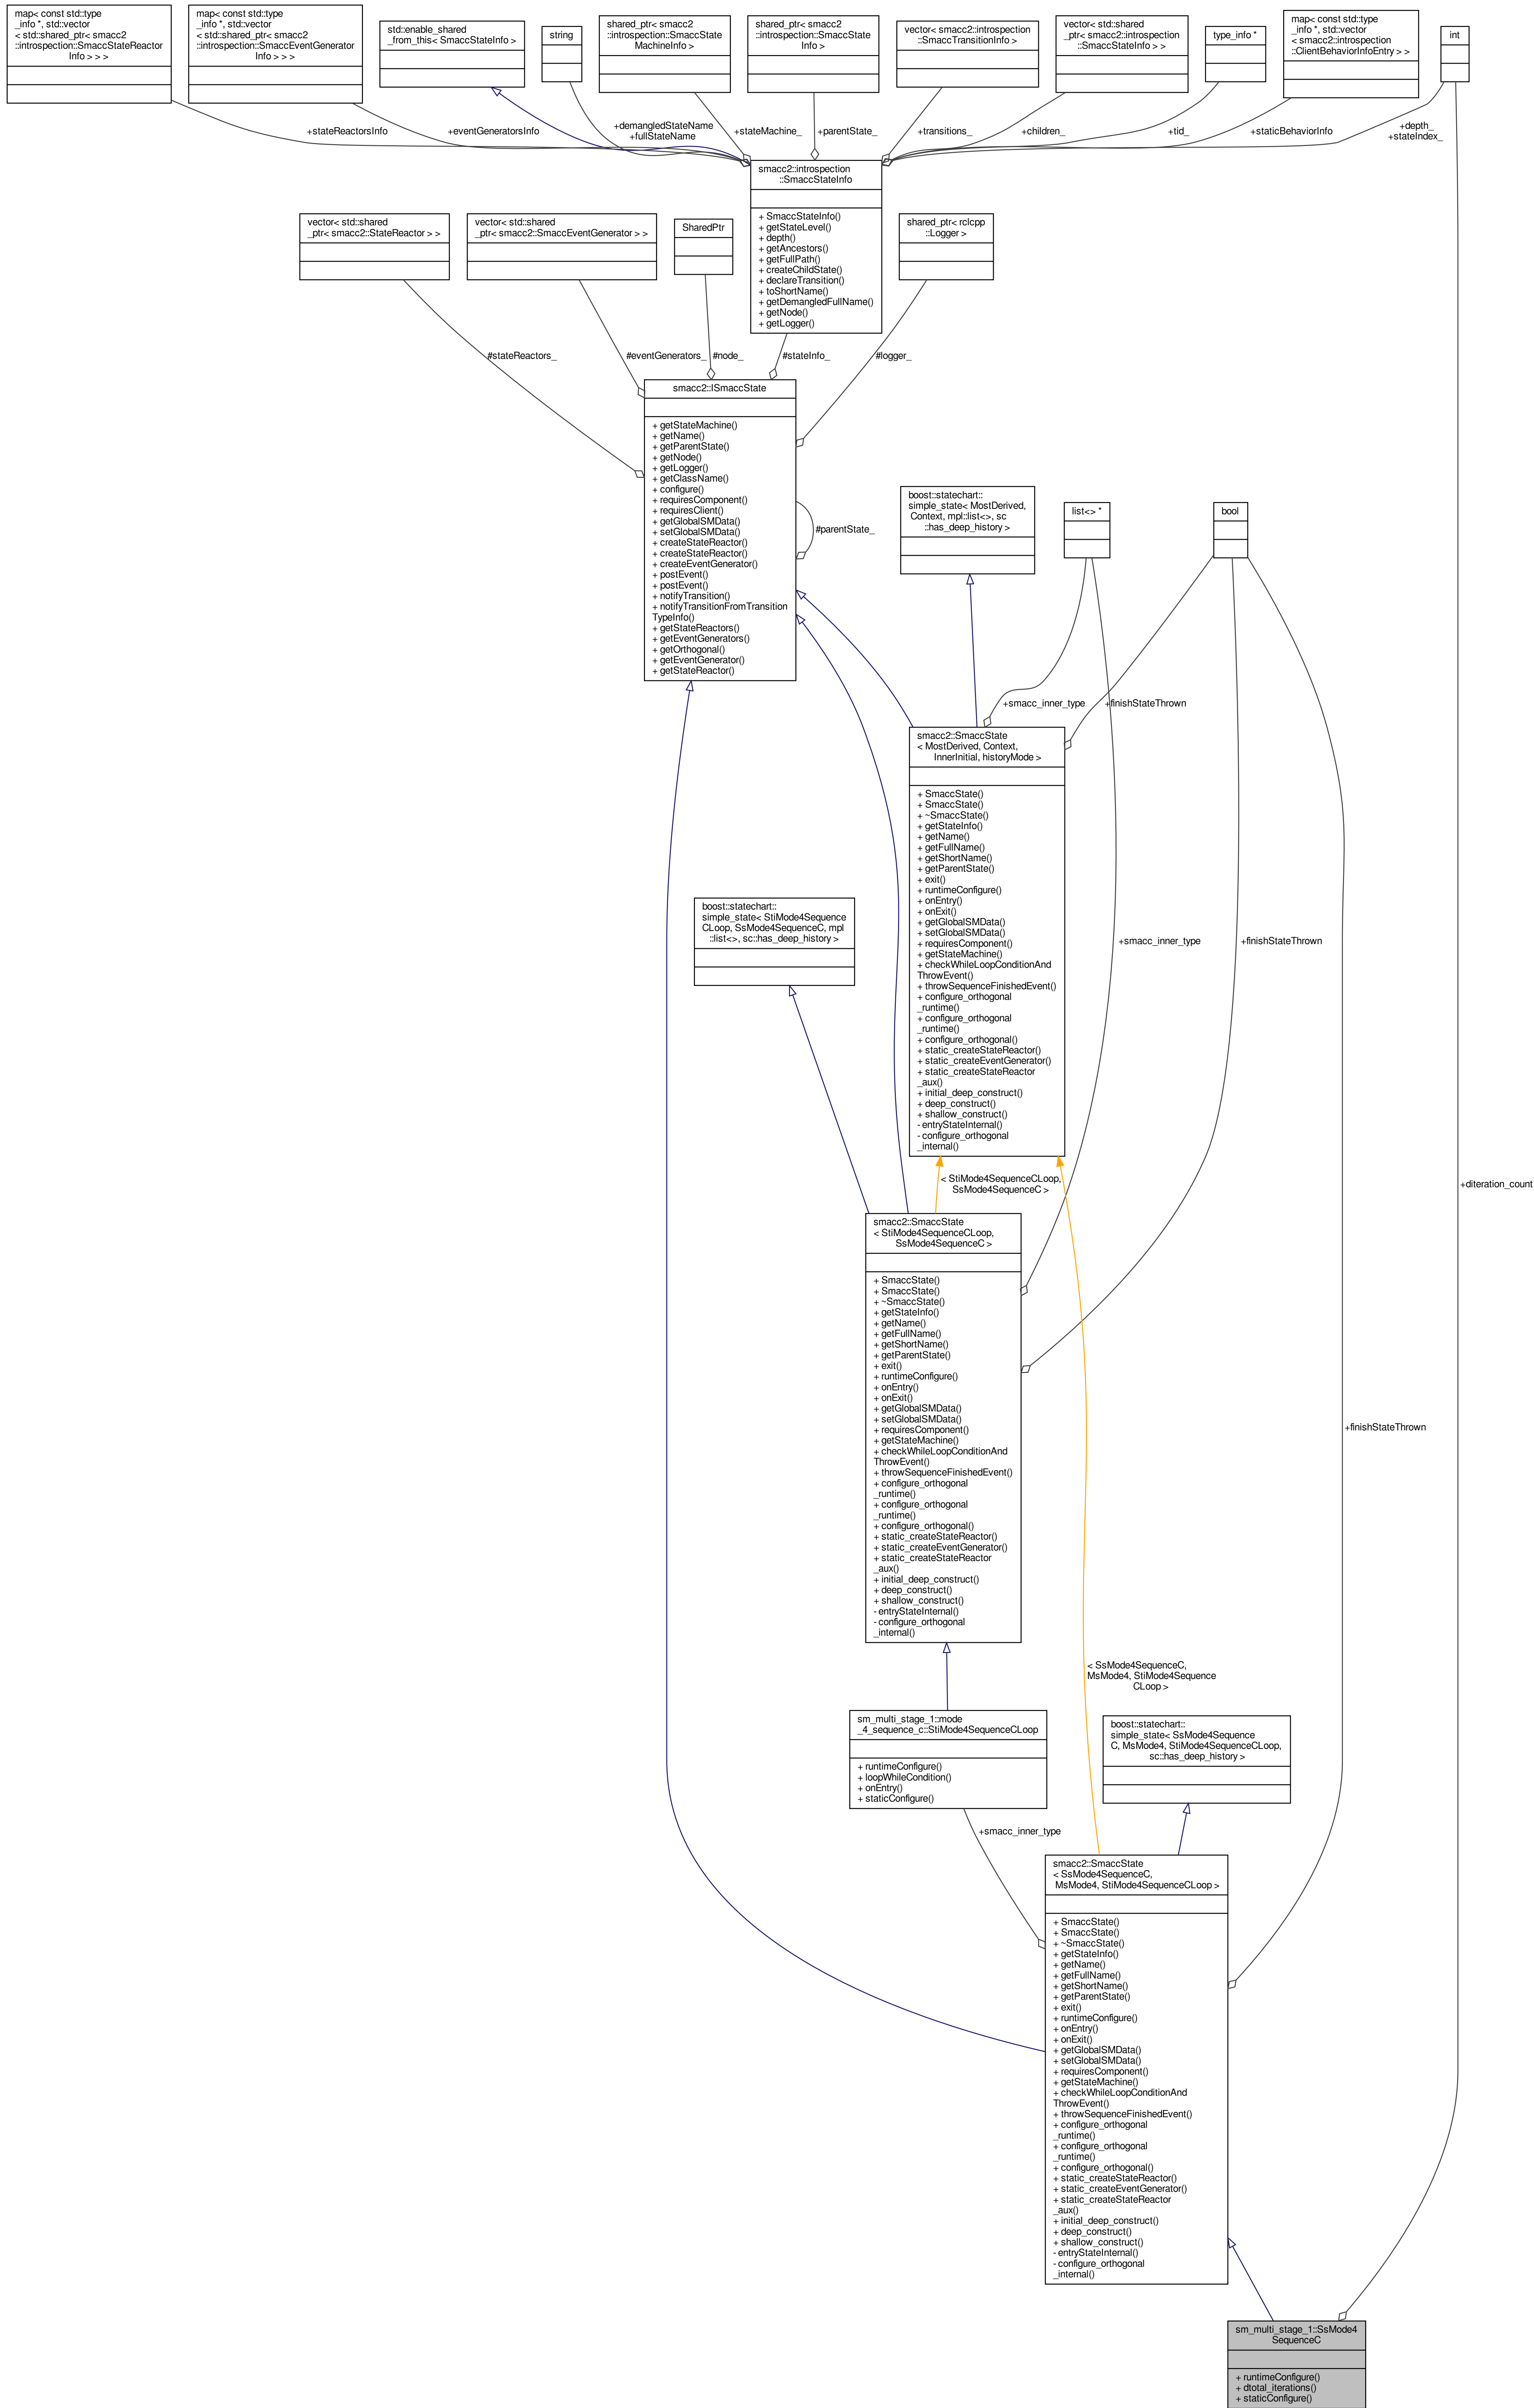 map< const std::type
_info *, std::vector
< std::shared_ptr< smacc2
::introspection::SmaccStateReactor
Info > > >
map< const std::type
_info *, std::vector
< std::shared_ptr< smacc2
::introspection::SmaccEventGenerator
Info > > >
std::enable_shared
_from_this< SmaccStateInfo >
string
shared_ptr< smacc2
::introspection::SmaccState
MachineInfo >
shared_ptr< smacc2
::introspection::SmaccState
Info >
vector< smacc2::introspection
::SmaccTransitionInfo >
vector< std::shared
_ptr< smacc2::introspection
::SmaccStateInfo > >
type_info *
map< const std::type
_info *, std::vector
< smacc2::introspection
::ClientBehaviorInfoEntry > >
int
+stateReactorsInfo
+eventGeneratorsInfo
+demangledStateName
+fullStateName
+stateMachine_
+parentState_
+transitions_
+children_
+tid_
+staticBehaviorInfo
+depth_
+stateIndex_
smacc2::introspection
::SmaccStateInfo
+ SmaccStateInfo()
+ getStateLevel()
+ depth()
+ getAncestors()
+ getFullPath()
+ createChildState()
+ declareTransition()
+ toShortName()
+ getDemangledFullName()
+ getNode()
+ getLogger()
vector< std::shared
_ptr< smacc2::StateReactor > >
vector< std::shared
_ptr< smacc2::SmaccEventGenerator > >
SharedPtr
shared_ptr< rclcpp
::Logger >
#stateReactors_
#eventGenerators_
#node_
#stateInfo_
#logger_
smacc2::ISmaccState
+ getStateMachine()
+ getName()
+ getParentState()
+ getNode()
+ getLogger()
+ getClassName()
+ configure()
+ requiresComponent()
+ requiresClient()
+ getGlobalSMData()
+ setGlobalSMData()
+ createStateReactor()
+ createStateReactor()
+ createEventGenerator()
+ postEvent()
+ postEvent()
+ notifyTransition()
+ notifyTransitionFromTransition
TypeInfo()
+ getStateReactors()
+ getEventGenerators()
+ getOrthogonal()
+ getEventGenerator()
+ getStateReactor()
#parentState_
boost::statechart::
simple_state< MostDerived,
Context, mpl::list<>, sc
::has_deep_history >
list<> *
bool
+smacc_inner_type
+finishStateThrown
smacc2::SmaccState
< MostDerived, Context,
InnerInitial, historyMode >
+ SmaccState()
+ SmaccState()
+ ~SmaccState()
+ getStateInfo()
+ getName()
+ getFullName()
+ getShortName()
+ getParentState()
+ exit()
+ runtimeConfigure()
+ onEntry()
+ onExit()
+ getGlobalSMData()
+ setGlobalSMData()
+ requiresComponent()
+ getStateMachine()
+ checkWhileLoopConditionAnd
ThrowEvent()
+ throwSequenceFinishedEvent()
+ configure_orthogonal
_runtime()
+ configure_orthogonal
_runtime()
+ configure_orthogonal()
+ static_createStateReactor()
+ static_createEventGenerator()
+ static_createStateReactor
_aux()
+ initial_deep_construct()
+ deep_construct()
+ shallow_construct()
- entryStateInternal()
- configure_orthogonal
_internal()
boost::statechart::
simple_state< StiMode4Sequence
CLoop, SsMode4SequenceC, mpl
::list<>, sc::has_deep_history >
+smacc_inner_type
+finishStateThrown
< StiMode4SequenceCLoop,
SsMode4SequenceC >
+diteration_count
smacc2::SmaccState
< StiMode4SequenceCLoop,
SsMode4SequenceC >
+ SmaccState()
+ SmaccState()
+ ~SmaccState()
+ getStateInfo()
+ getName()
+ getFullName()
+ getShortName()
+ getParentState()
+ exit()
+ runtimeConfigure()
+ onEntry()
+ onExit()
+ getGlobalSMData()
+ setGlobalSMData()
+ requiresComponent()
+ getStateMachine()
+ checkWhileLoopConditionAnd
ThrowEvent()
+ throwSequenceFinishedEvent()
+ configure_orthogonal
_runtime()
+ configure_orthogonal
_runtime()
+ configure_orthogonal()
+ static_createStateReactor()
+ static_createEventGenerator()
+ static_createStateReactor
_aux()
+ initial_deep_construct()
+ deep_construct()
+ shallow_construct()
- entryStateInternal()
- configure_orthogonal
_internal()
+finishStateThrown
< SsMode4SequenceC,
MsMode4, StiMode4Sequence
CLoop >
sm_multi_stage_1::mode
_4_sequence_c::StiMode4SequenceCLoop
+ runtimeConfigure()
+ loopWhileCondition()
+ onEntry()
+ staticConfigure()
boost::statechart::
simple_state< SsMode4Sequence
C, MsMode4, StiMode4SequenceCLoop,
sc::has_deep_history >
+smacc_inner_type
smacc2::SmaccState
< SsMode4SequenceC,
MsMode4, StiMode4SequenceCLoop >
+ SmaccState()
+ SmaccState()
+ ~SmaccState()
+ getStateInfo()
+ getName()
+ getFullName()
+ getShortName()
+ getParentState()
+ exit()
+ runtimeConfigure()
+ onEntry()
+ onExit()
+ getGlobalSMData()
+ setGlobalSMData()
+ requiresComponent()
+ getStateMachine()
+ checkWhileLoopConditionAnd
ThrowEvent()
+ throwSequenceFinishedEvent()
+ configure_orthogonal
_runtime()
+ configure_orthogonal
_runtime()
+ configure_orthogonal()
+ static_createStateReactor()
+ static_createEventGenerator()
+ static_createStateReactor
_aux()
+ initial_deep_construct()
+ deep_construct()
+ shallow_construct()
- entryStateInternal()
- configure_orthogonal
_internal()
sm_multi_stage_1::SsMode4
SequenceC
+ runtimeConfigure()
+ dtotal_iterations()
+ staticConfigure()